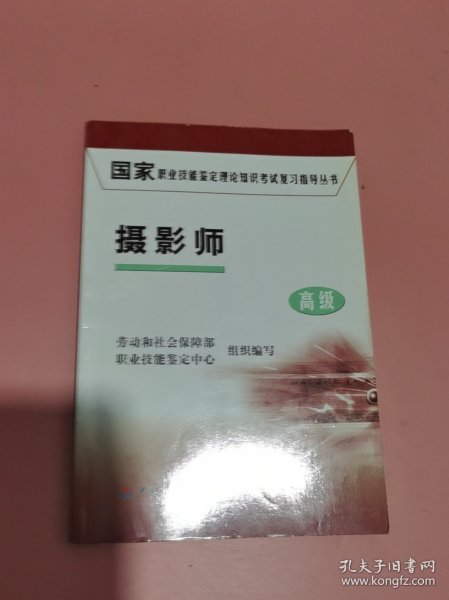 国家职业技能鉴定理论知识考试复习指导丛书
摄影师
高级
劳动和社会保障部
职业技能鉴定中心
组织编写
孔夫子旧书网
www.kongfz.com